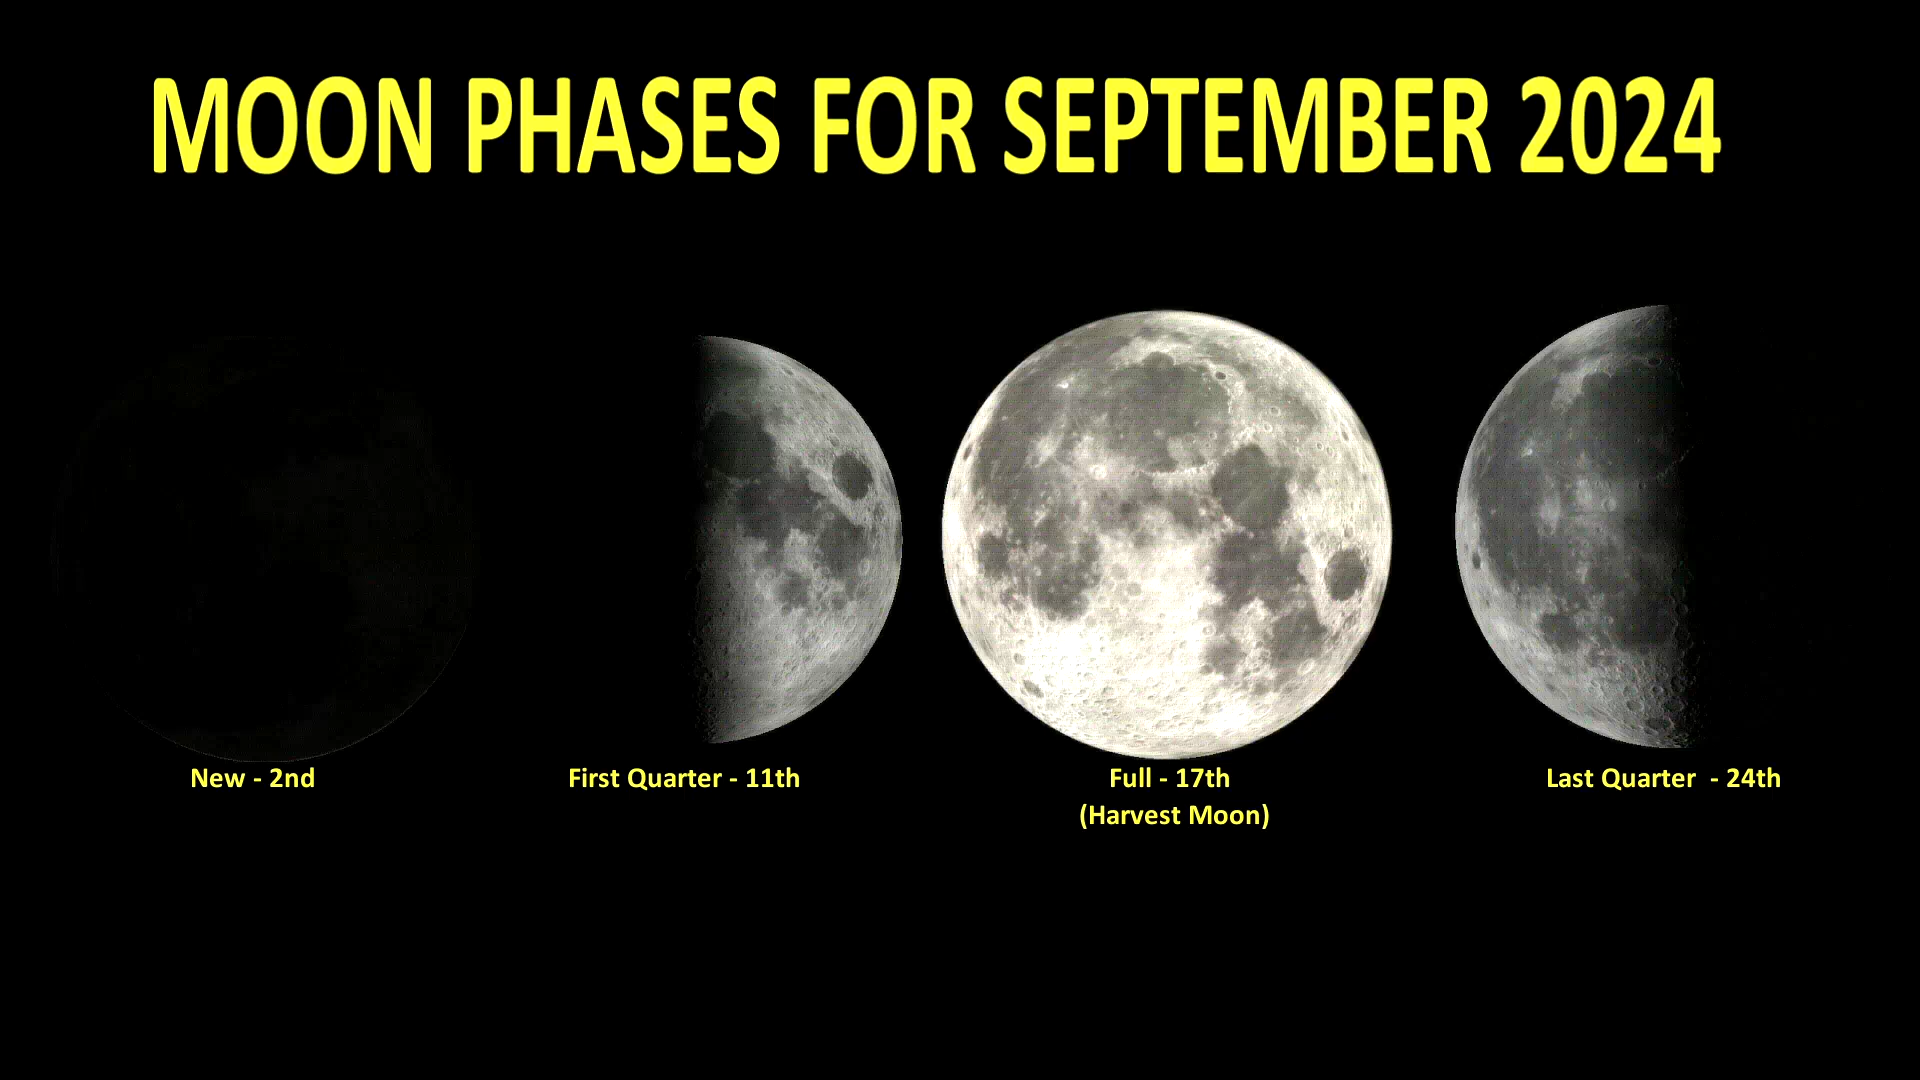 MOON PHASES FOR SEPTEMBER 2024
New - 2nd
First Quarter - 11th
Full - 17th
(Harvest Moon)
Last Quarter  - 24th